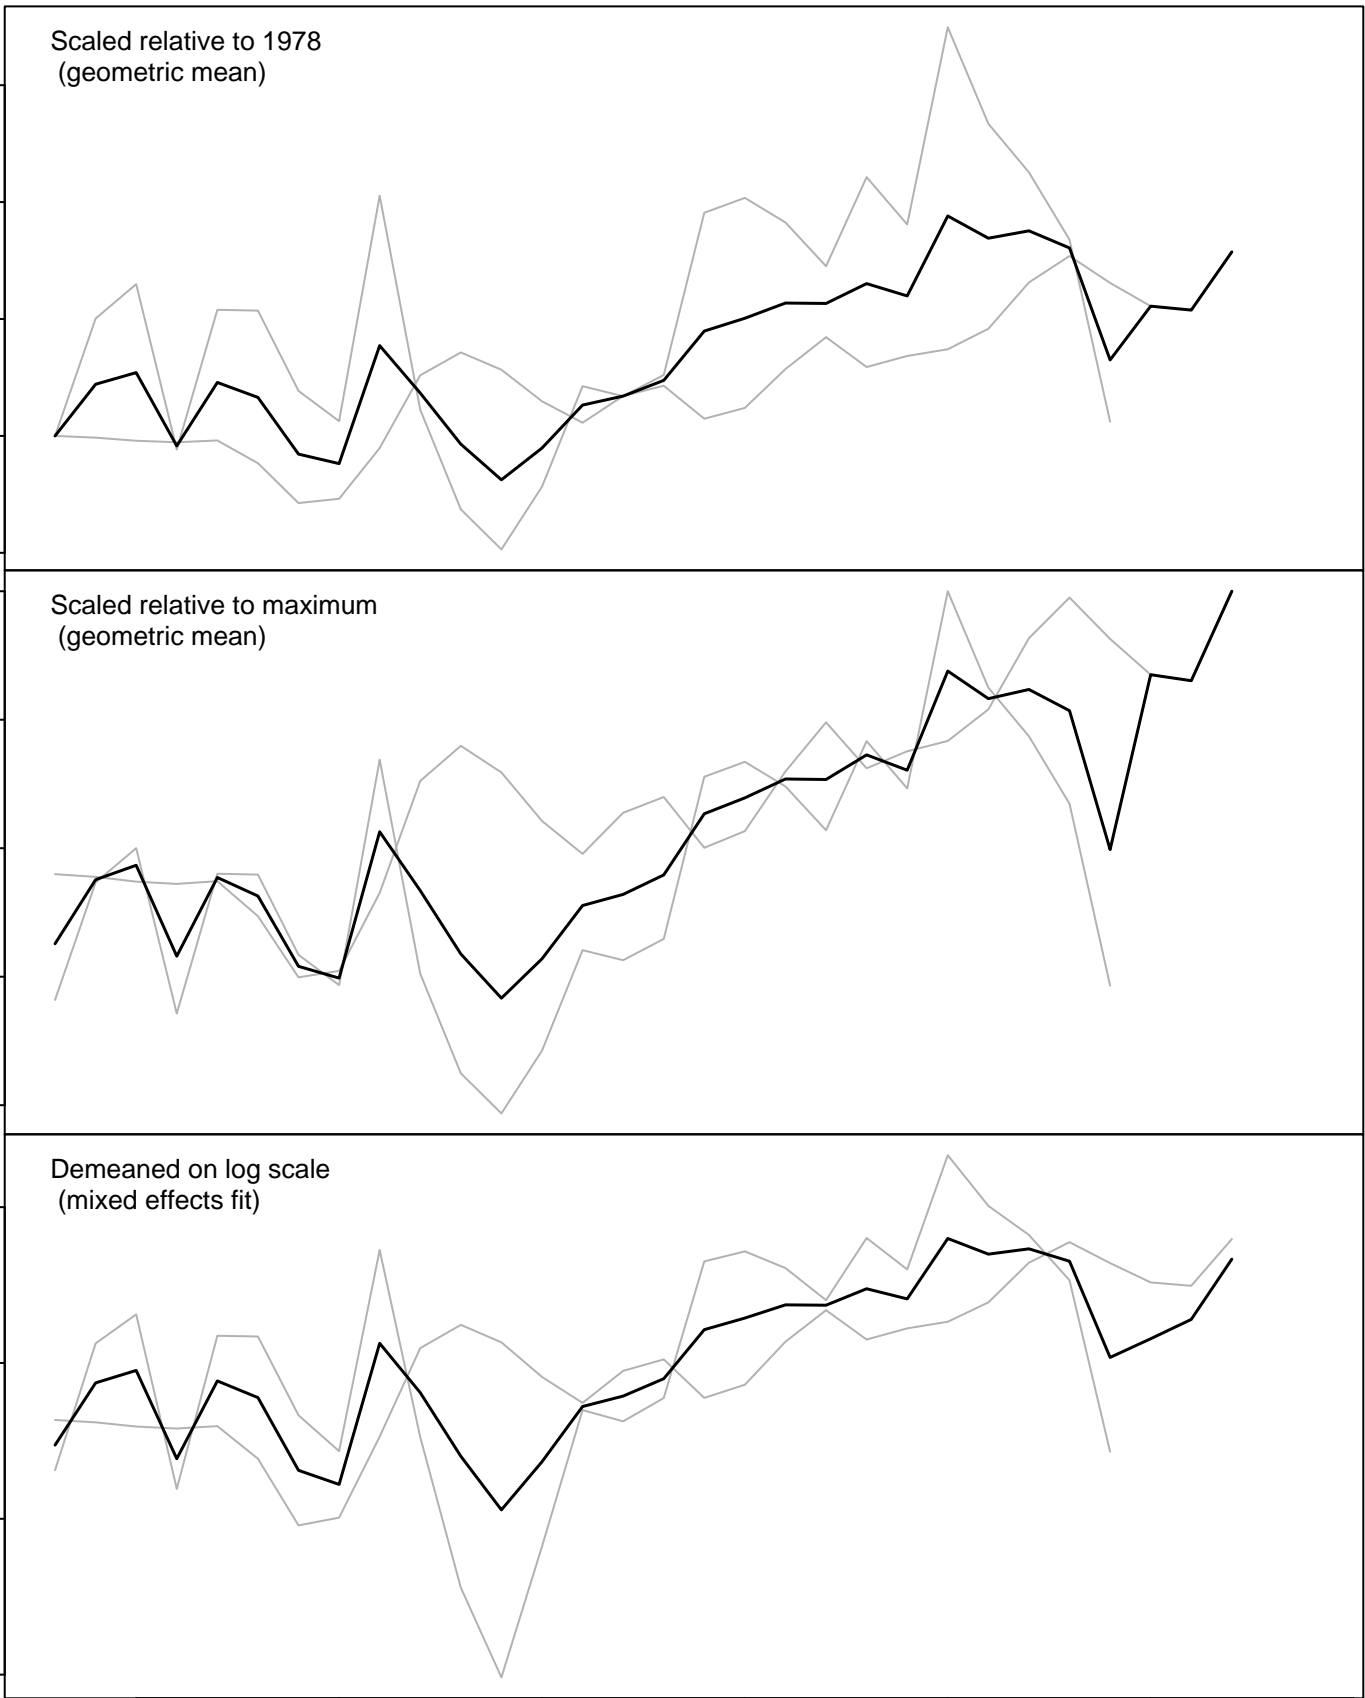 Scaled relative to 1978
(geometric mean)
Scaled relative to maximum
(geometric mean)
Demeaned on log scale
(mixed effects fit)